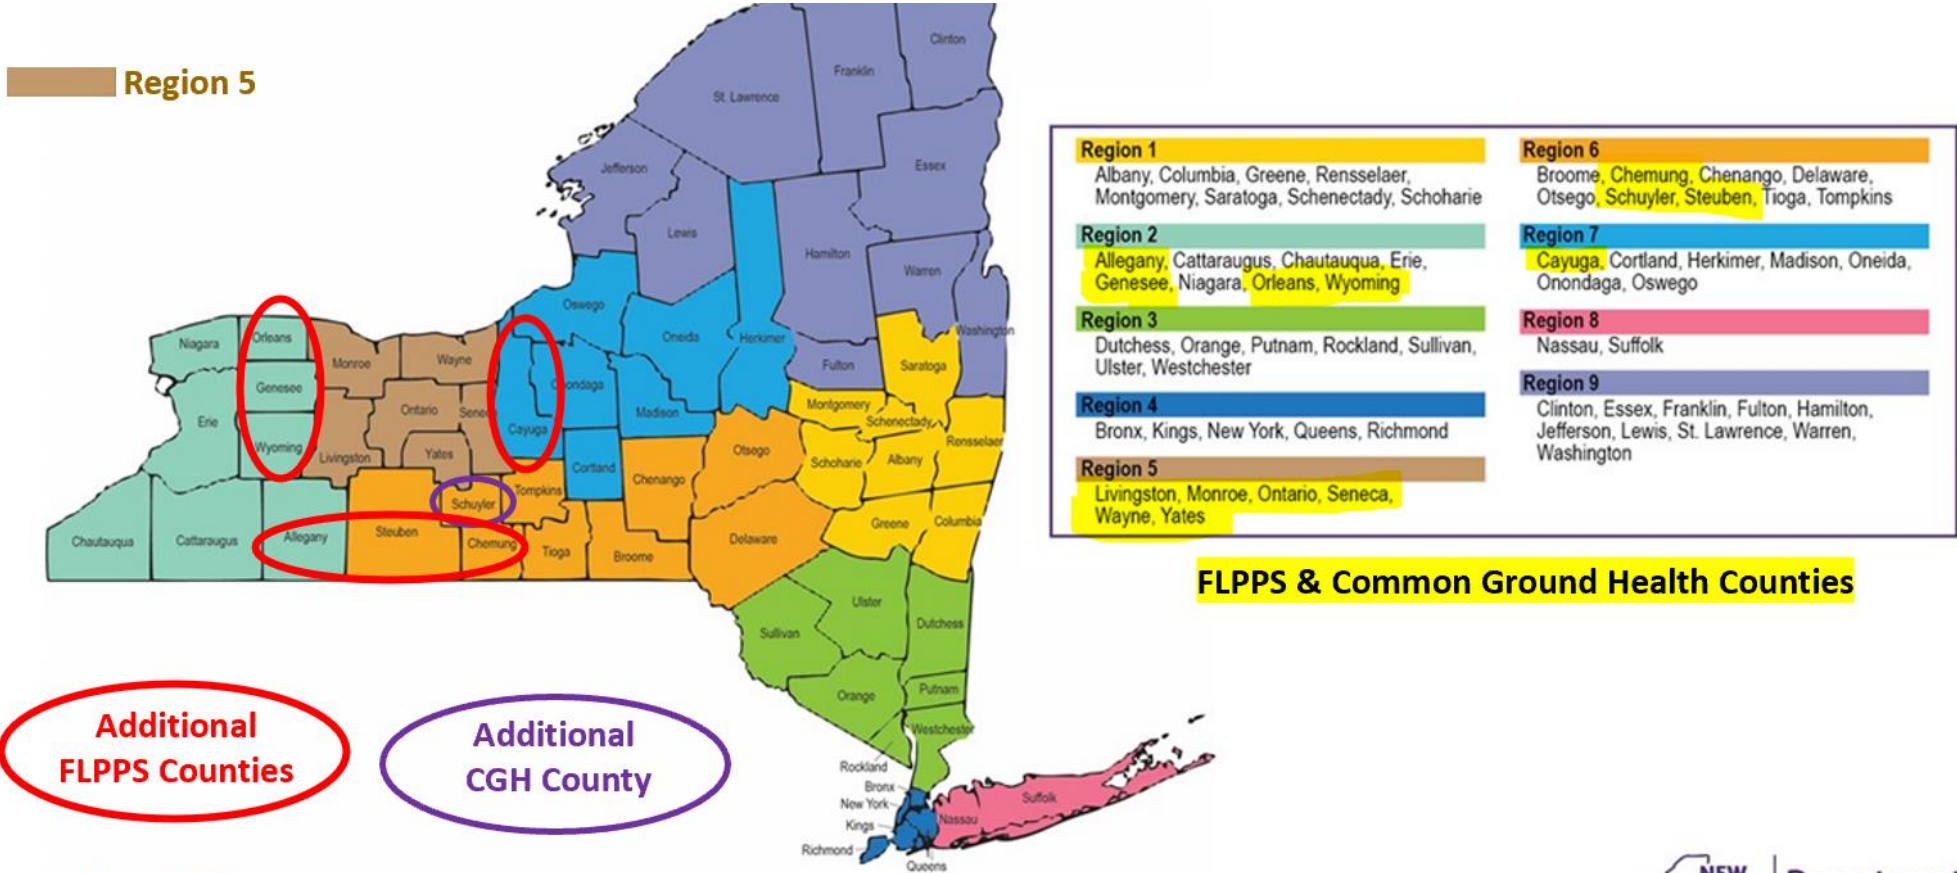 Region 5
Clinton
Franklin
St. Lawrence
Jefferson
Essex
Lewis
Hamilton
Warren
Washington
Oswego
Oneida
Herkimer
Fulton
Saratoga
Orleans
Niagara
Monroe
Wayne
Genesee
Onondaga
Montgomery
Schenectady
Erie
Ontario
Seneca
Madison
Cayuga
Rensselaer
Wyoming
Livingston
Yates
Cortland
Otsego
Schoharie
Albany
Chenango
Tompkins
Schuyler
Greene
Columbia
Chautauqua
Cattaraugus
Allegany
Steuben
Chemung
Tioga
Broome
Delaware
Ulster
Sullivan
Dutchess
Orange
Putnam
Westchester
Rockland
Bronx
New York
Kings
Richmond
Queens
Nassau
Suffolk
Additional
FLPPS Counties
Additional
CGH County
Region 1
Albany, Columbia, Greene, Rensselaer,
Montgomery, Saratoga, Schenectady, Schoharie
Region 2
Allegany, Cattaraugus, Chautauqua, Erie,
Genesee, Niagara, Orleans, Wyoming
Region 3
Dutchess, Orange, Putnam, Rockland, Sullivan,
Ulster, Westchester
Region 4
Bronx, Kings, New York, Queens, Richmond
Region 5
Livingston, Monroe, Ontario, Seneca,
Wayne, Yates
Region 6
Broome, Chemung, Chenango, Delaware,
Otsego, Schuyler, Steuben, Tioga, Tompkins
Region 7
Cayuga, Cortland, Herkimer, Madison, Oneida,
Onondaga, Oswego
Region 8
Nassau, Suffolk
Region 9
Clinton, Essex, Franklin, Fulton, Hamilton,
Jefferson, Lewis, St. Lawrence, Warren,
Washington
FLPPS & Common Ground Health Counties
NEW